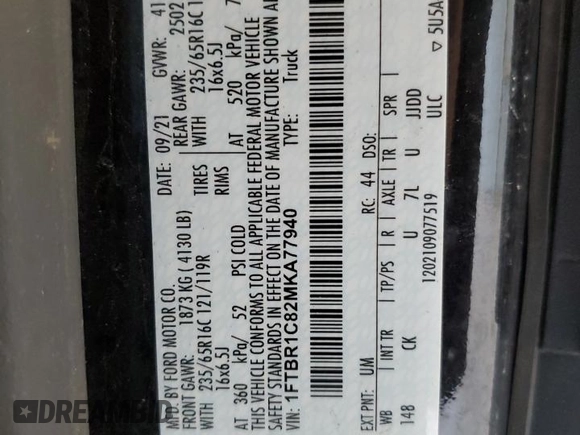 MFD. BY FORD MOTOR CO.
DATE: 09/21 GVWR: 41
FRONT GAWR: 1873 KG ( 4130 LB) REAR GAWR: 2502
WITH 235/65R16C 121/119R TIRES WITH 235/65R16C 1
16x6.5J RIMS 16x6.5J
AT 360 kPa/ 52 PSI COLD AT 520 kPa/ 7
THIS VEHICLE CONFORMS TO ALL APPLICABLE FEDERAL MOTOR VEHICLE
SAFETY STANDARDS IN EFFECT ON THE DATE OF MANUFACTURE SHOWN
VIN: 1FTBR1C82MKA77940 TYPE: Truck
EXT PNT: UM RC: 44 DSO:
WB INT TR TP/PS R AXLE TR SPR
148 CK U 7L U JJDD
1202109077519 ULC
▽ 5U5A
DREAMBID